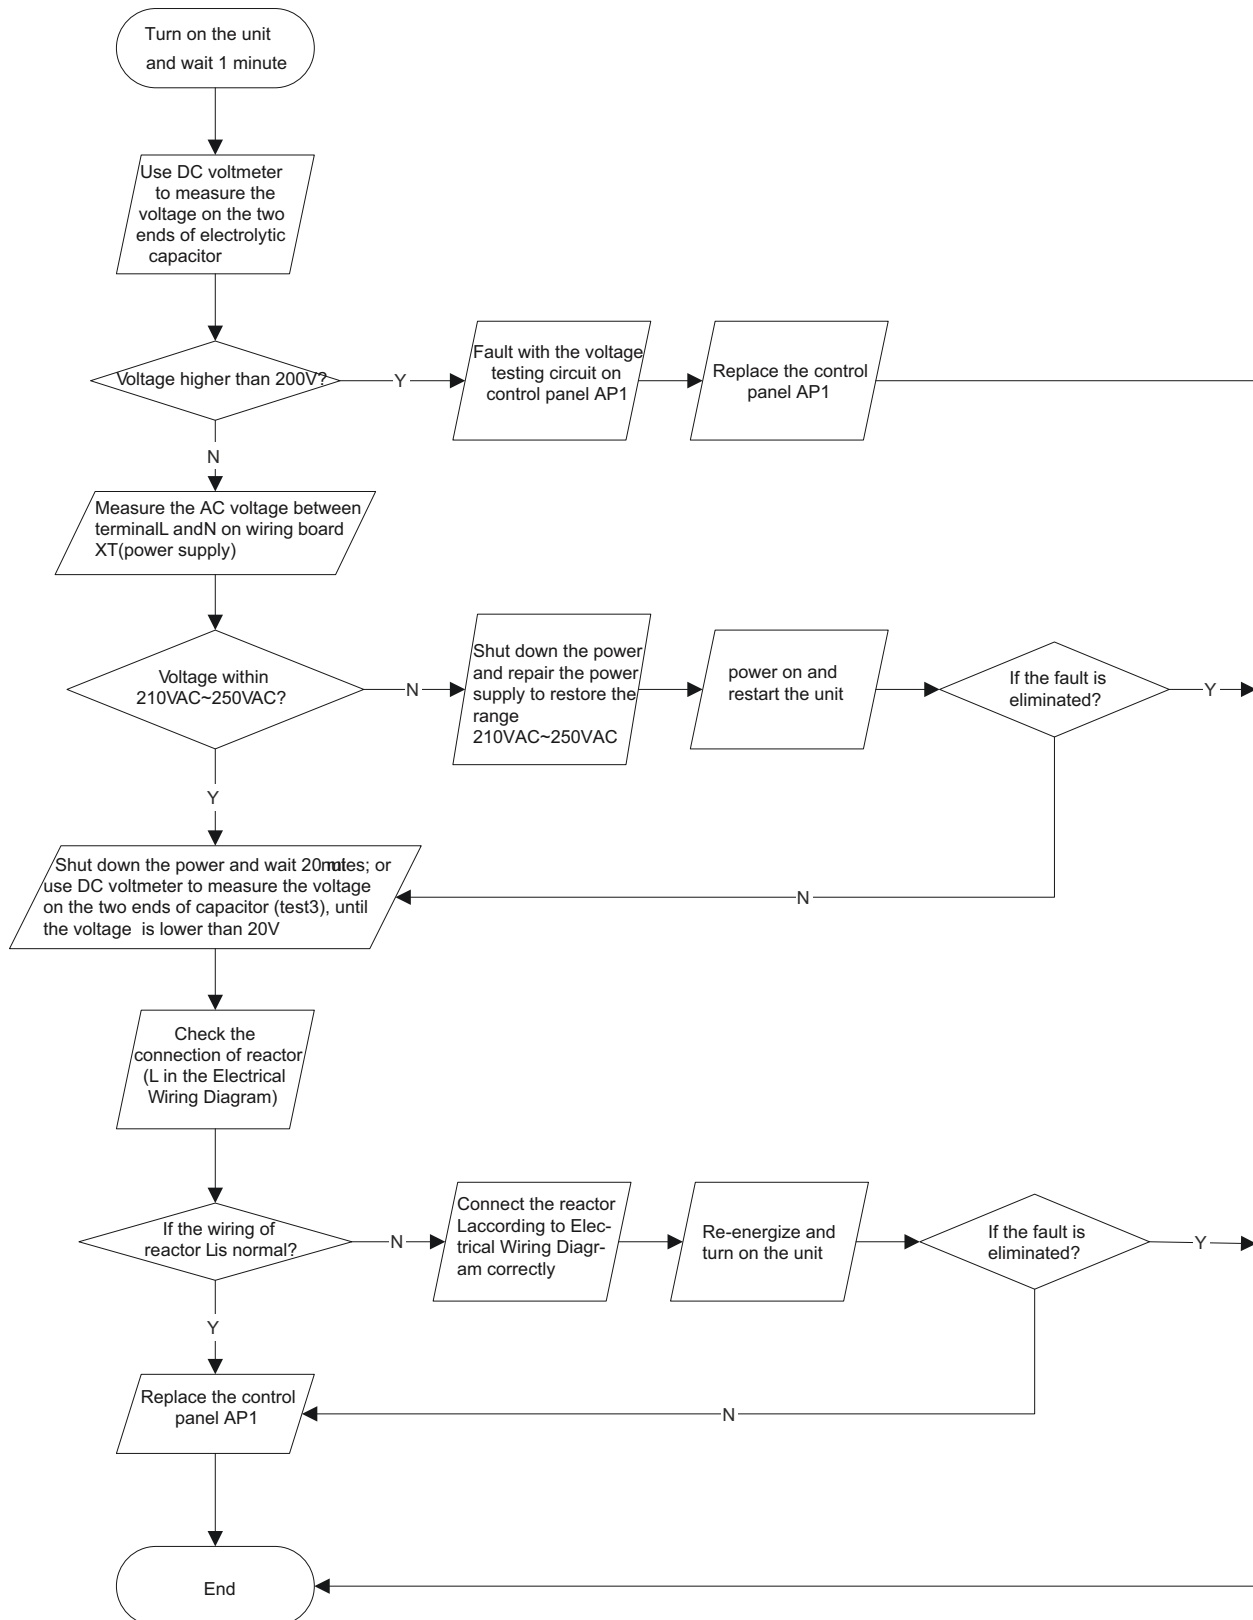 Turn on the unit
and wait 1 minute
Use DC voltmeter
to measure the
voltage on the two
ends of electrolytic
capacitor
Voltage higher than 200V?
Y
Fault with the voltage
testing circuit on
control panel AP1
Replace the control
panel AP1
N
Measure the AC voltage between
terminalL andN on wiring board
XT(power supply)
Voltage within
210VAC~250VAC?
N
Shut down the power
and repair the power
supply to restore the
range
210VAC~250VAC
power on and
restart the unit
If the fault is
eliminated?
Y
Y
Shut down the power and wait 20 ; or
use DC voltmeter to measure the voltage
on the two ends of capacitor (test3), until
the voltage is lower than 20V
N
Check the
connection of reactor
(L in the Electrical
Wiring Diagram)
If the wiring of
reactor Lis normal?
N
Connect the reactor
Laccording to Elec-
trical Wiring Diagr-
am correctly
Re-energize and
turn on the unit
If the fault is
eliminated?
Y
Y
Replace the control
panel AP1
N
End